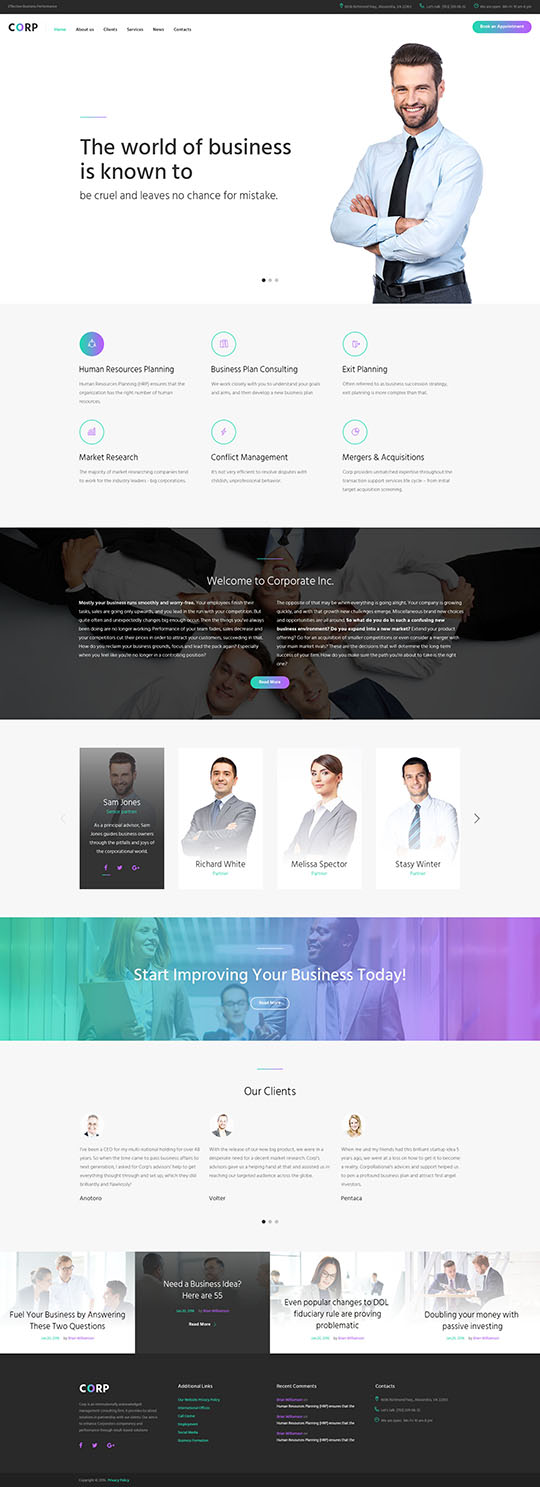 Effective Business Performance
6036 Richmond hwy., Alexandria, VA 22303
Let's talk
We are open: Mn-Fr: 10 am-8 pm
CORP
Home
About us
Clients
Services
News
Contacts
Book an Appointment
The world of business
is known to
be cruel and leaves no chance for mistake.
Human Resources Planning
Human Resources Planning (HRP) ensures that the
organization has the right number of human
resources.
Business Plan Consulting
We work closely with you to understand your goals
and aims, and then develop a new business plan
Exit Planning
Often referred to as business succession strategy,
exit planning is more complex than that.
Market Research
The majority of market researching companies tend
to work for the industry leaders - big corporations.
Conflict Management
It's not very efficient to resolve disputes with
childish, unprofessional behavior.
Mergers & Acquisitions
Corp provides unmatched expertise throughout the
transaction support services life cycle – from initial
target acquisition screening.
Welcome to Corporate Inc.
Mostly your business runs smoothly and worry-free. Your employees finish their
tasks, sales are going only upwards, and you lead in the run with your competition. But
quite often and unexpectedly changes big enough occur. Then the things you've always
been doing are no longer working. Performance of your team fades, sales decrease and
your competitors cut their prices in order to attract your customers, succeeding in that.
How do you reclaim your business grounds, focus and lead the pack again? Especially
when you feel like you're no longer in a controlling position?
The opposite of that may be when everything is going alright. Your company is growing
quickly, and with that growth new challenges emerge. Miscellaneous brand new choices
and opportunities are all around. So what do you do in such a confusing new
business environment? Do you expand into a new market? Extend your product
offering? Go for an acquisition of smaller competitors or even consider a merger with
your main market rivals? These are the decisions that will determine the long-term
success of your firm. How do you make sure the path you're about to take is the right
one?
Read More
Sam Jones
Senior partner
As a principal advisor, Sam
Jones guides business owners
through the pitfalls and joys of
the corporational world.
Richard White
Partner
Melissa Spector
Partner
Stasy Winter
Partner
Start Improving Your Business Today!
Read More
Our Clients
I've been a CEO for my multi-national holding for over 48
years. So when the time came to pass business affairs to
next generation, I asked for Corp's advisors' help to get
everything thought through and set up, which they did
brilliantly and flawlessly!
Anotoro
With the release of our new big product, we were in a
desperate need for a decent market research. Corp's
advisors gave us a helping hand at that and assisted us in
reaching our targeted audience across the globe.
Volter
When me and my friends had this brilliant startup idea 5
years ago, we were at a loss on how to get it to become
a reality. CorpoRational's advices and support helped us
to pen a profound business plan and attract first angel
investors.
Pentaca
Fuel Your Business by Answering
These Two Questions
Jan.20, 2016 by Brian Williamson
Need a Business Idea?
Here are 55
Jan.20, 2016 by Brian Williamson
Read More
Even popular changes to DOL
fiduciary rule are proving
problematic
Jan.20, 2016 by Brian Williamson
Doubling your money with
passive investing
Jan.20, 2016 by Brian Williamson
CORP
Corp is an internationally acknowledged
management consulting firm. It provides tailored
solutions in partnership with our clients. Our aim is
to enhance Corporate's competency and
performance through result-based solutions
Additional Links
Our Website Privacy Policy
International Offices
Call Centre
Employment
Social Media
Business Formation
Recent Comments
Brian Williamson on
Human Resources Planning (HRP) ensures that the
Brian Williamson on
Human Resources Planning (HRP) ensures that the
Brian Williamson on
Human Resources Planning (HRP) ensures that the
Contacts
6036 Richmond hwy., Alexandria, VA 22303
Let's talk
We are open: Mn-Fr: 10 am-8 pm
Copyright © 2016. Privacy Policy